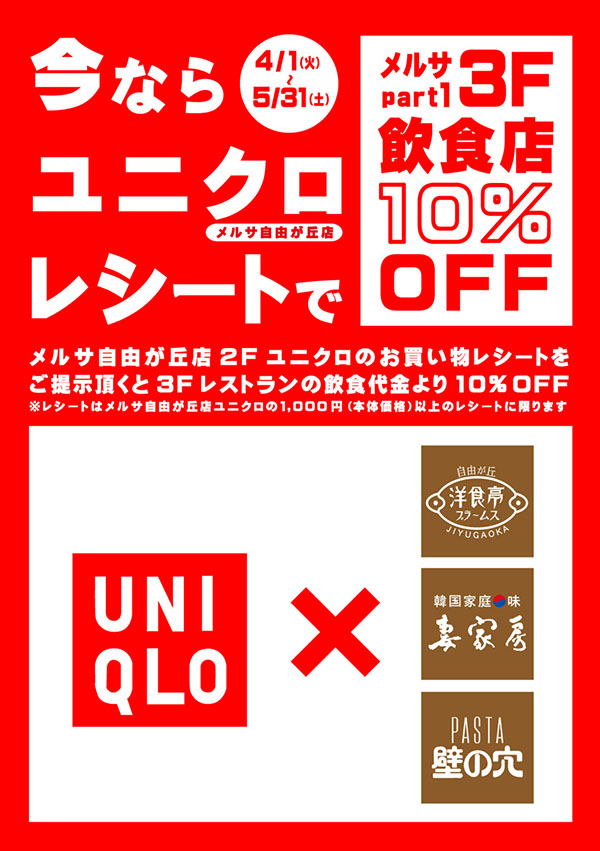 今なら
4/1(火)
~
5/31(土)
ユニクロ
メルサ自由が丘店
レシートで
メルサ
part1
3F
飲食店
10%
OFF
メルサ自由が丘店2Fユニクロのお買い物レシートを
ご提示頂くと3Fレストランの飲食代金より10%OFF
※レシートはメルサ自由が丘店ユニクロの1,000円(本体価格)以上のレシートに限ります
UNI
QLO
×
自由が丘
洋食亭
ブラームス
JIYUGAOKA
韓国家庭味
妻家房
PASTA
壁の穴